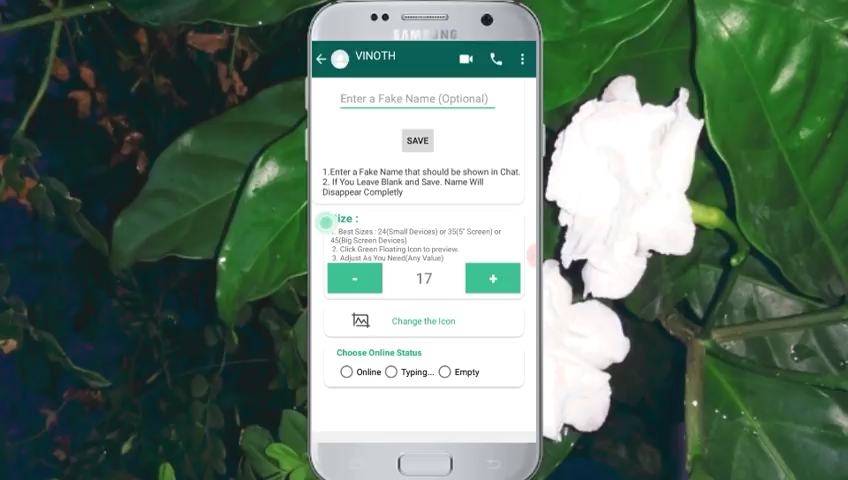 SAMSUNG
VINOTH
Enter a Fake Name (Optional)
SAVE
1.Enter a Fake Name that should be shown in Chat.
2. If You Leave Blank and Save. Name Will
Disappear Completly
ize :
. Best Sizes : 24(Small Devices) or 35(5" Screen) or
45(Big Screen Devices)
2. Click Green Floating Icon to preview.
3. Adjust As You Need(Any Value)
- 17 +
Change the Icon
Choose Online Status
Online Typing... Empty